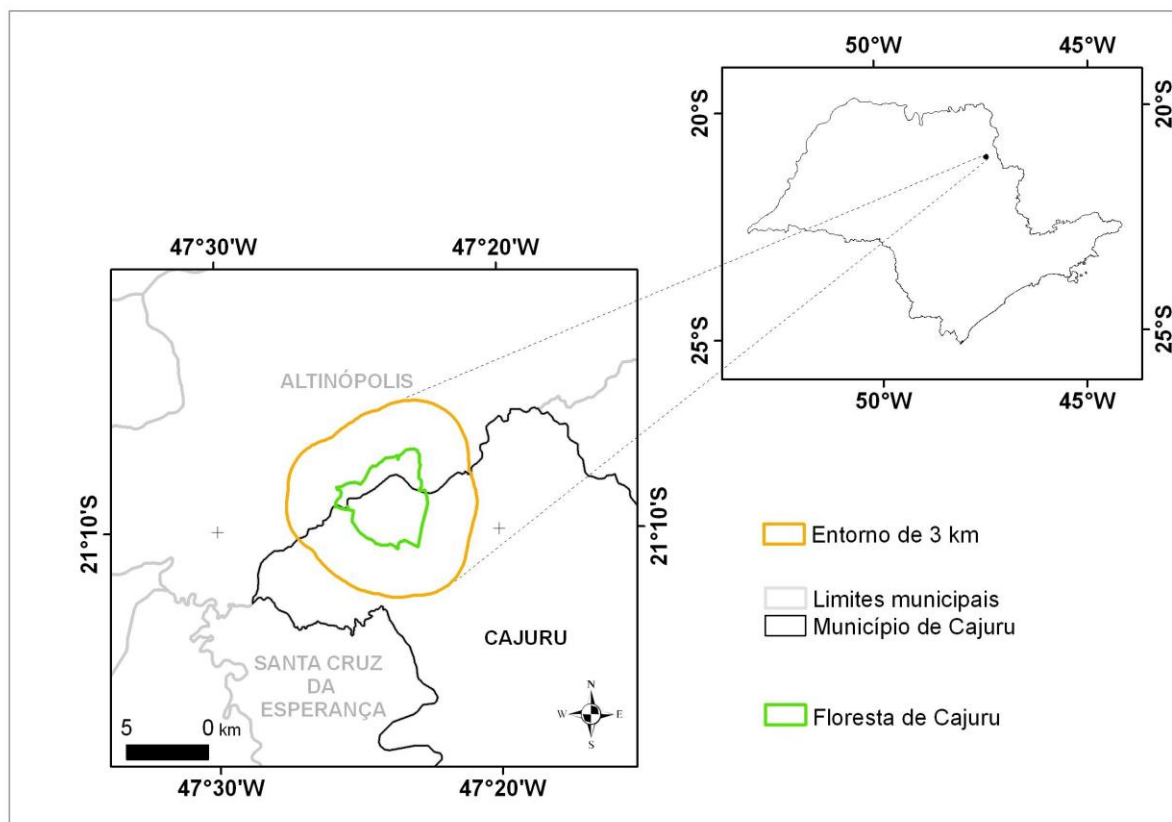 50°W 45°W
20°S
20°S
25°S
25°S
50°W 45°W
47°30'W 47°20'W
ALTINÓPOLIS
21°10'S
21°10'S
CAJURU
SANTA CRUZ
DA
ESPERANÇA
N
W E
S
5 0 km
47°30'W 47°20'W
Entorno de 3 km
Limites municipais
Município de Cajuru
Floresta de Cajuru